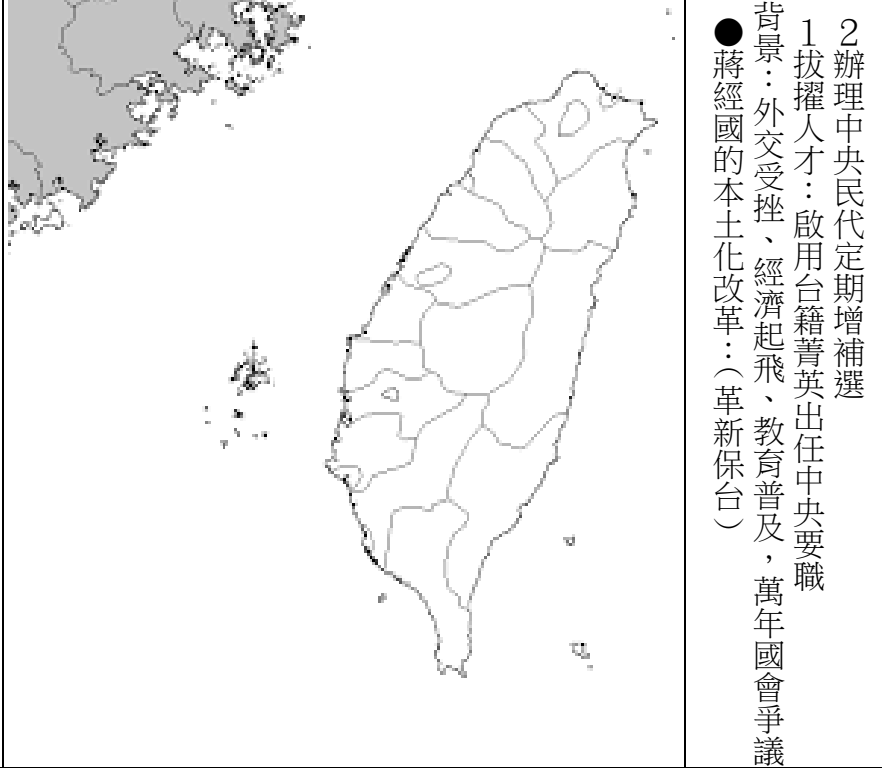 ●蔣經國的本土化改革：（革新保台）
背景：外交受挫、經濟起飛、教育普及，萬年國會爭議
１拔擢人才：啟用台籍菁英出任中央要職
２辦理中央民代定期增補選